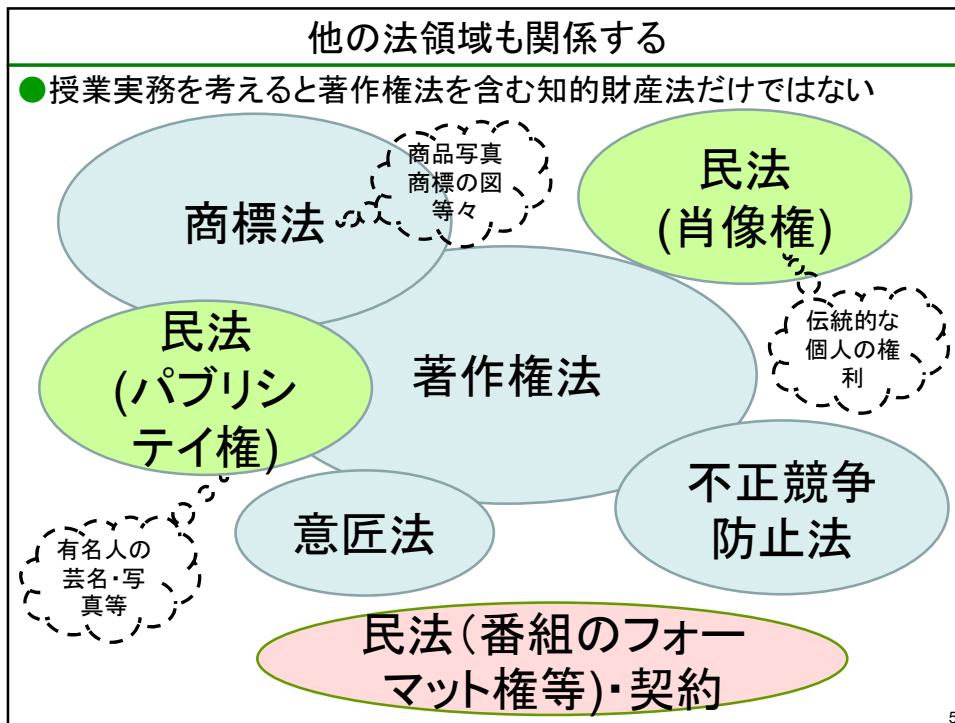 他の法領域も関係する
●授業実務を考えると著作権法を含む知的財産法だけではない
商標法
商品写真
商標の図
等々
民法
(肖像権)
伝統的な
個人の権
利
民法
(パブリシ
テイ権)
著作権法
有名人の
芸名・写
真等
意匠法
不正競争
防止法
民法(番組のフォー
マット権等)・契約
5